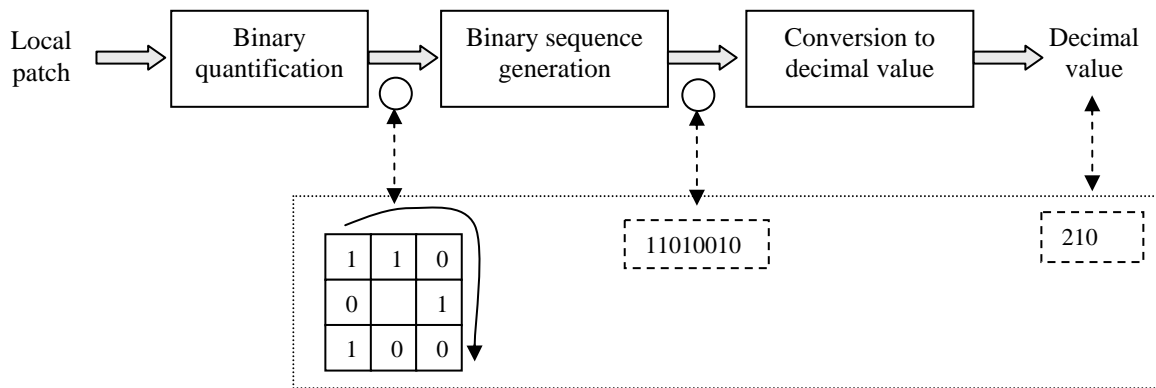 Local
patch
Binary
quantification
Binary sequence
generation
Conversion to
decimal value
Decimal
value
1 1 0
0 1
1 0 0
11010010
210